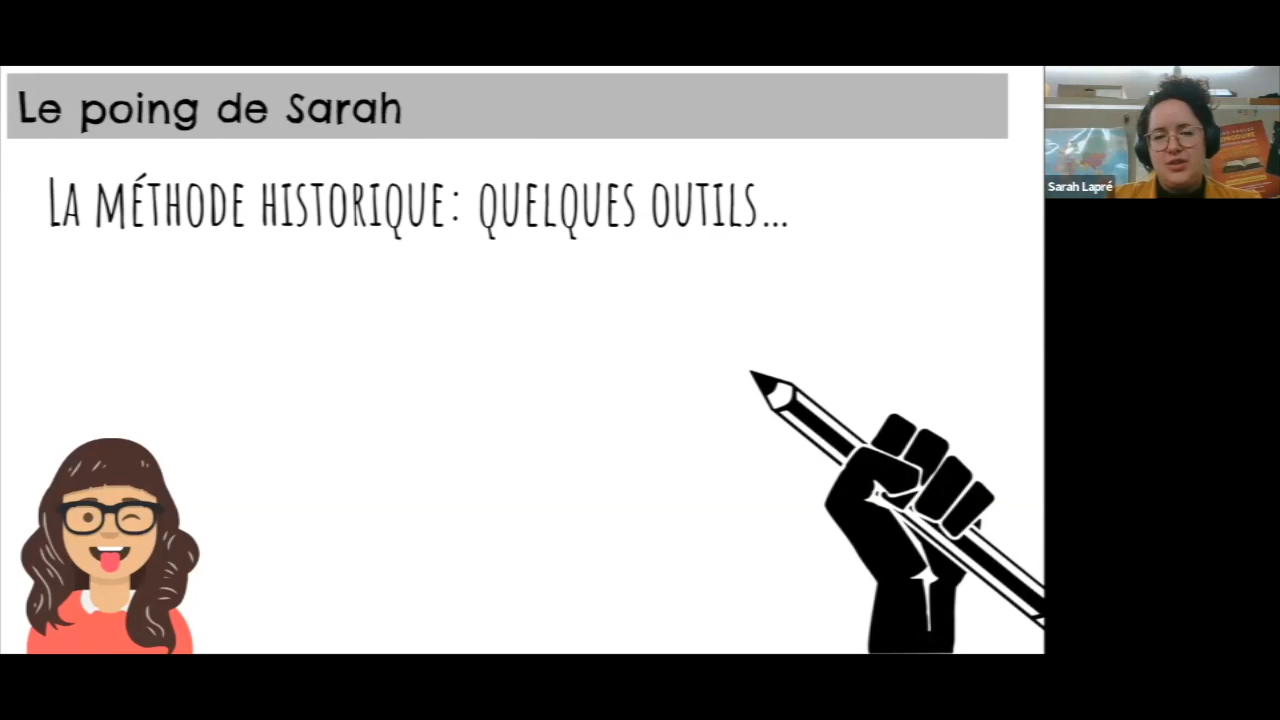 Le poing de Sarah
La méthode historique: quelques outils...
Sarah Lapré